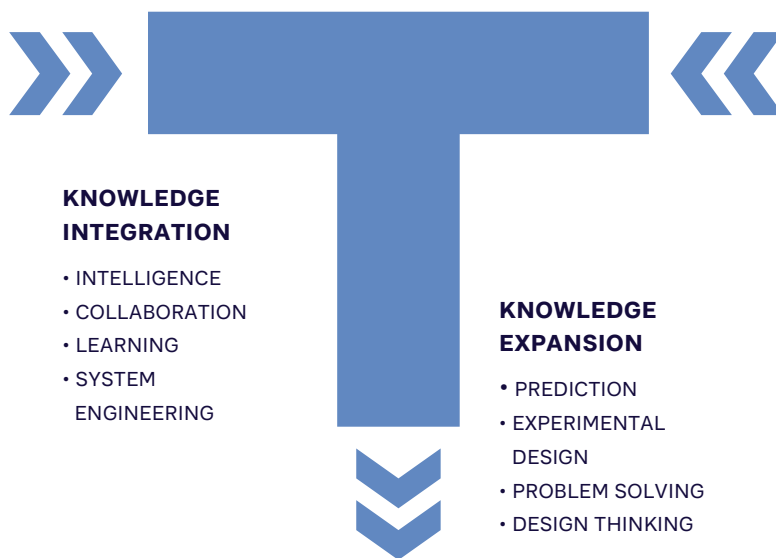 KNOWLEDGE
INTEGRATION
• INTELLIGENCE
• COLLABORATION
• LEARNING
• SYSTEM
ENGINEERING
KNOWLEDGE
EXPANSION
• PREDICTION
• EXPERIMENTAL
DESIGN
• PROBLEM SOLVING
• DESIGN THINKING